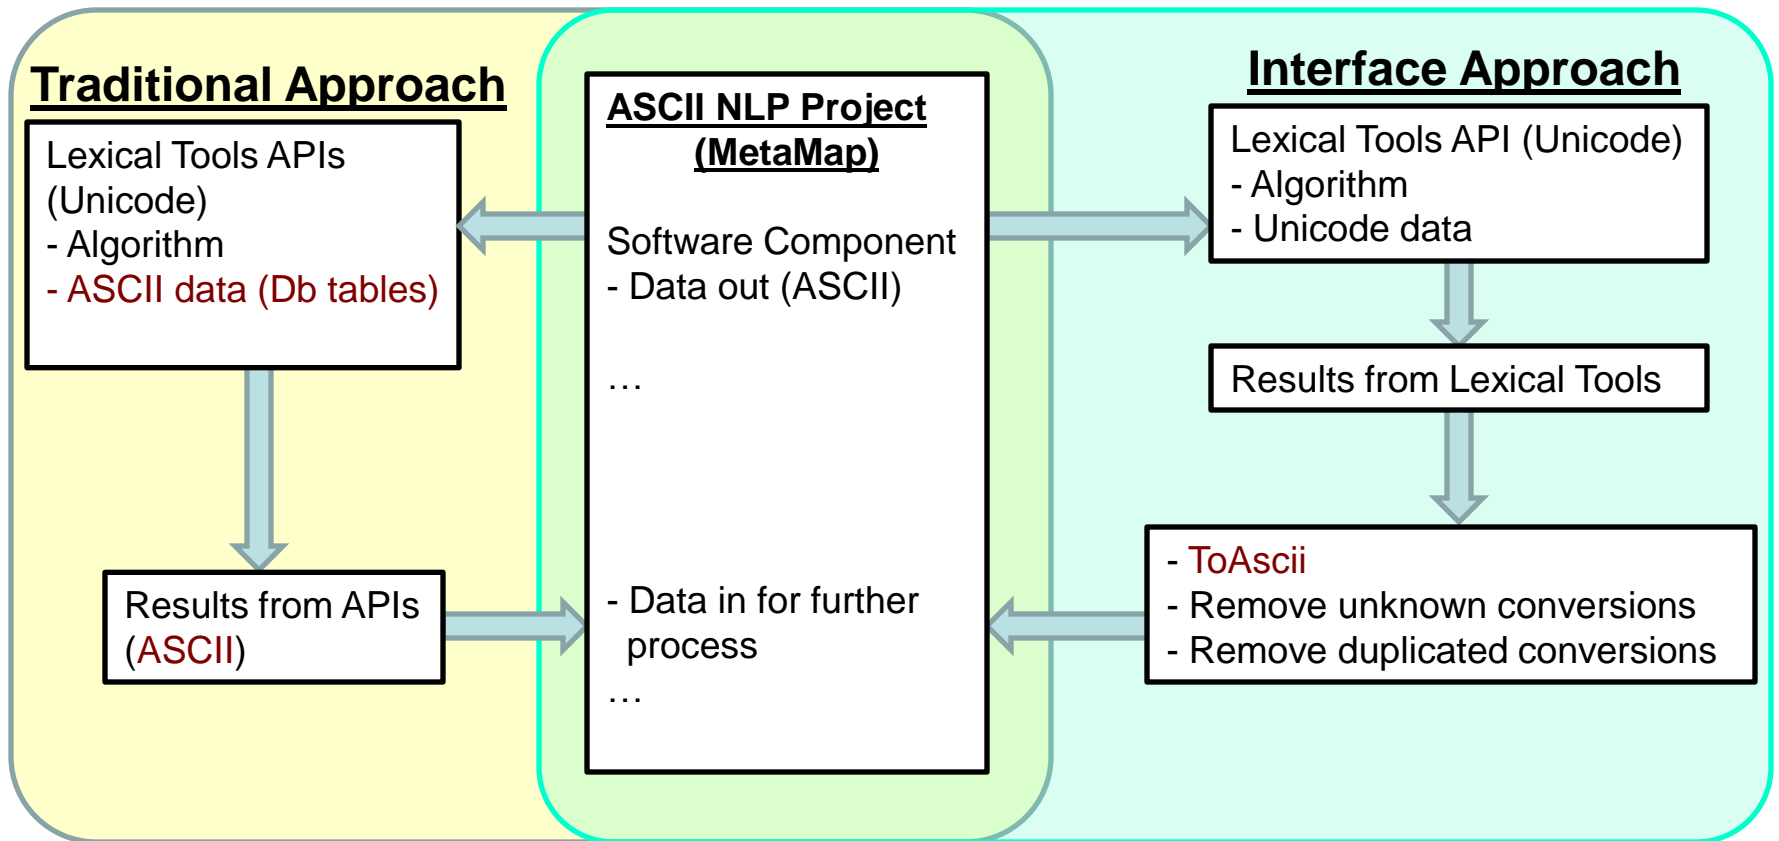 Traditional Approach
Lexical Tools APIs
(Unicode)
- Algorithm
- ASCII data (Db tables)
Results from APIs
(ASCII)
ASCII NLP Project
(MetaMap)
Software Component
- Data out (ASCII)
…
- Data in for further
process
…
Interface Approach
Lexical Tools API (Unicode)
- Algorithm
- Unicode data
Results from Lexical Tools
- ToAscii
- Remove unknown conversions
- Remove duplicated conversions